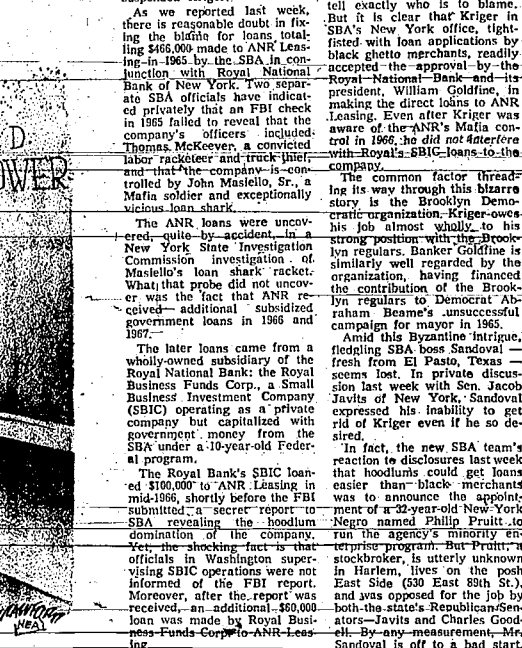 D
OWER
NEAL
As we reported last week,
there is reasonable doubt in fix-
ing the blame for loans total-
ling $466,000 made to ANR Leas-
ing in 1965 by the SBA in con-
junction with Royal National
Bank of New York. Two separ-
ate SBA officials have indicat-
ed privately that an FBI check
in 1965 failed to reveal that the
company's officers included
Thomas McKeever, a convicted
labor racketeer and truck thief,
and that the company is con-
trolled by John Masiello, Sr., a
Mafia soldier and exceptionally
vicious loan shark.
The ANR loans were uncov-
ered, quite by accident, in a
New York State Investigation
Commission investigation of
Masiello's loan shark racket.
What that probe did not uncov-
er was the fact that ANR re-
ceived additional subsidized
government loans in 1966 and
1967.
The later loans came from a
wholly-owned subsidiary of the
Royal National Bank: the Royal
Business Funds Corp., a Small
Business Investment Company
(SBIC) operating as a private
company but capitalized with
government money from the
SBA under a 10-year-old Feder-
al program.
The Royal Bank's SBIC loan-
ed $100,000 to ANR Leasing in
mid-1966, shortly before the FBI
submitted a secret report to
SBA revealing the hoodlum
domination of the company.
Yet, the shocking fact is that
officials in Washington super-
vising SBIC operations were not
informed of the FBI report.
Moreover, after the report was
received, an additional $60,000
loan was made by Royal Busi-
ness Funds Corp to ANR Leas-
ing.
tell exactly who is to blame.
But it is clear that Kriger in
SBA's New York office, tight-
fisted with loan applications by
black ghetto merchants, readily
accepted the approval by the
Royal National Bank and its
president, William Goldfine, in
making the direct loans to ANR
Leasing. Even after Kriger was
aware of the ANR's Mafia con-
trol in 1966, he did not interfere
with Royal's SBIC loans to the
company.
The common factor thread-
ing its way through this bizarre
story is the Brooklyn Demo-
cratic organization. Kriger owes
his job almost wholly to his
strong position with the Brook-
lyn regulars. Banker Goldfine is
similarly well regarded by the
organization, having financed
the contribution of the Brook-
lyn regulars to Democrat Ab-
raham Beame's unsuccessful
campaign for mayor in 1965.
Amid this Byzantine intrigue,
fledgling SBA boss Sandoval —
fresh from El Pasto, Texas —
seems lost. In private discus-
sion last week with Sen. Jacob
Javits of New York, Sandoval
expressed his inability to get
rid of Kriger even if he so de-
sired.
In fact, the new SBA team's
reaction to disclosures last week
that hoodlums could get loans
easier than black merchants
was to announce the appoint-
ment of a 32-year-old New York
Negro named Philip Pruitt to
run the agency's minority en-
terprise program. But Pruitt, a
stockbroker, is utterly unknown
in Harlem, lives on the posh
East Side (530 East 89th St.),
and was opposed for the job by
both the state's Republican Sen-
ators—Javits and Charles Good-
ell. By any measurement, Mr.
Sandoval is off to a bad start.